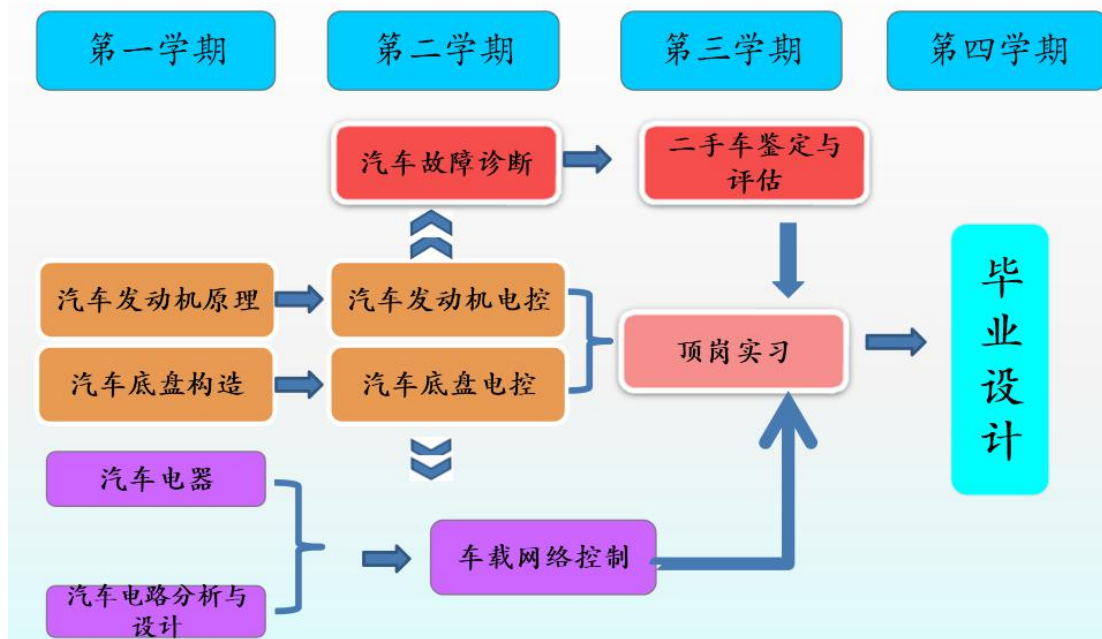 第一学期
第二学期
第三学期
第四学期
汽车故障诊断
二手车鉴定与
评估
汽车发动机原理
汽车发动机电控
顶岗实习
毕业设计
汽车底盘构造
汽车底盘电控
汽车电器
车载网络控制
汽车电路分析与
设计